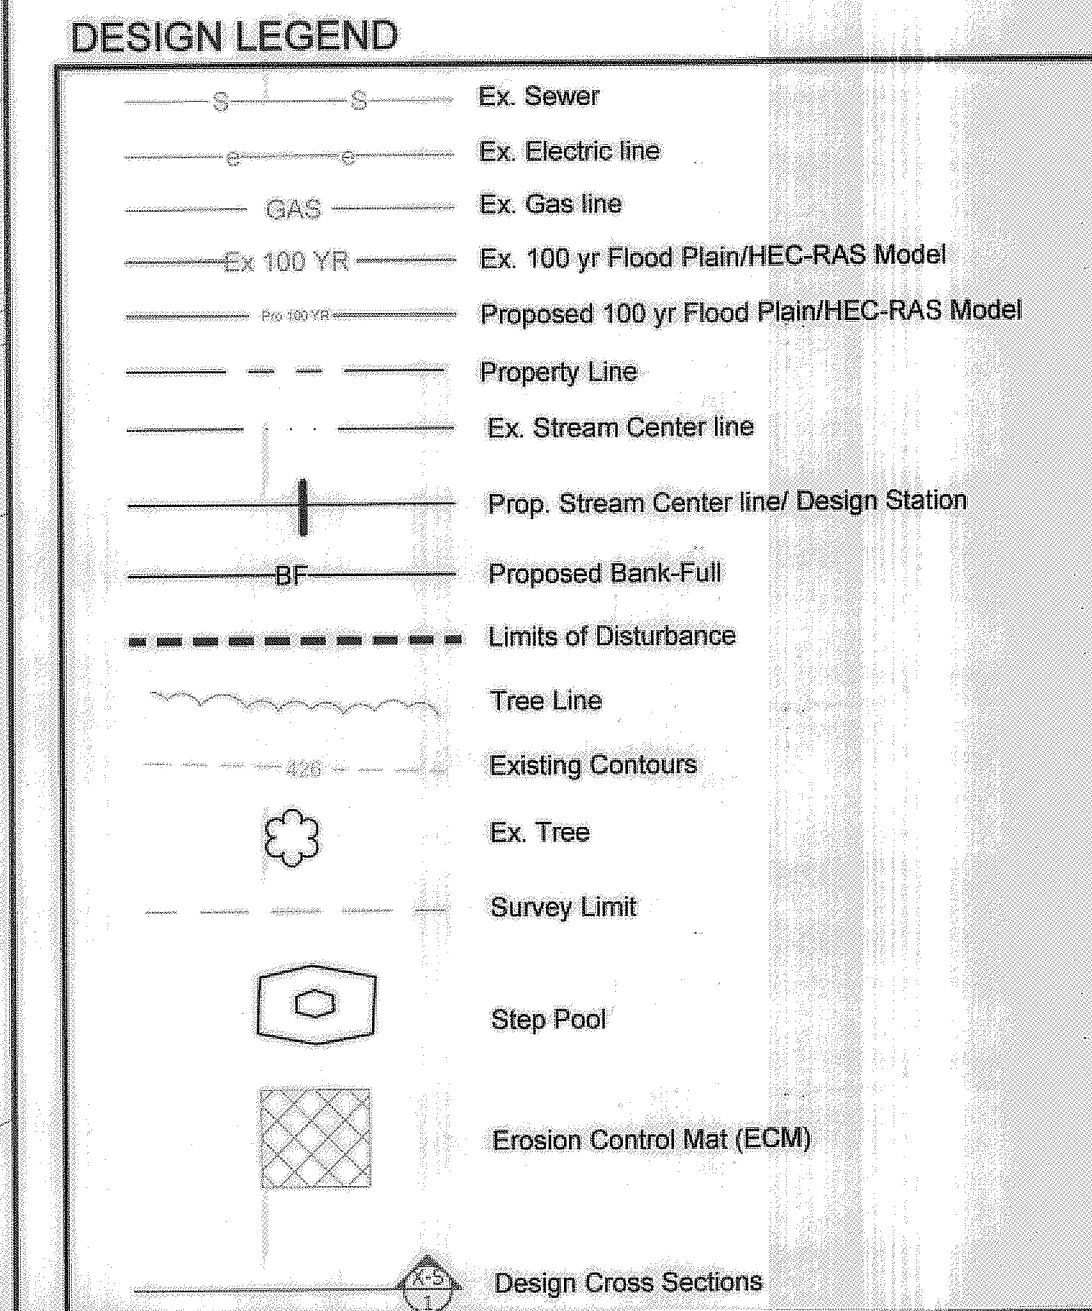 DESIGN LEGEND
S S Ex. Sewer
e e Ex. Electric line
GAS Ex. Gas line
Ex 100 YR Ex. 100 yr Flood Plain/HEC-RAS Model
Pro 100 YR Proposed 100 yr Flood Plain/HEC-RAS Model
Property Line
Ex. Stream Center line
Prop. Stream Center line/ Design Station
BF Proposed Bank-Full
Limits of Disturbance
Tree Line
426 Existing Contours
Ex. Tree
Survey Limit
Step Pool
Erosion Control Mat (ECM)
X-S Design Cross Sections
1